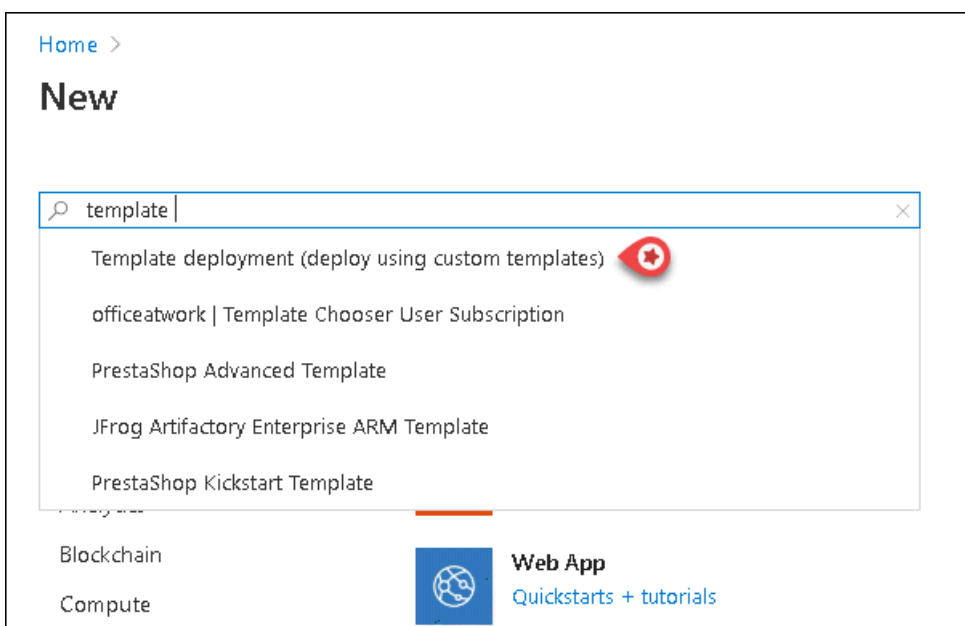 Home >
New
template
Template deployment (deploy using custom templates)
officeatwork | Template Chooser User Subscription
PrestaShop Advanced Template
JFrog Artifactory Enterprise ARM Template
PrestaShop Kickstart Template
Blockchain
Web App
Quickstarts + tutorials
Compute